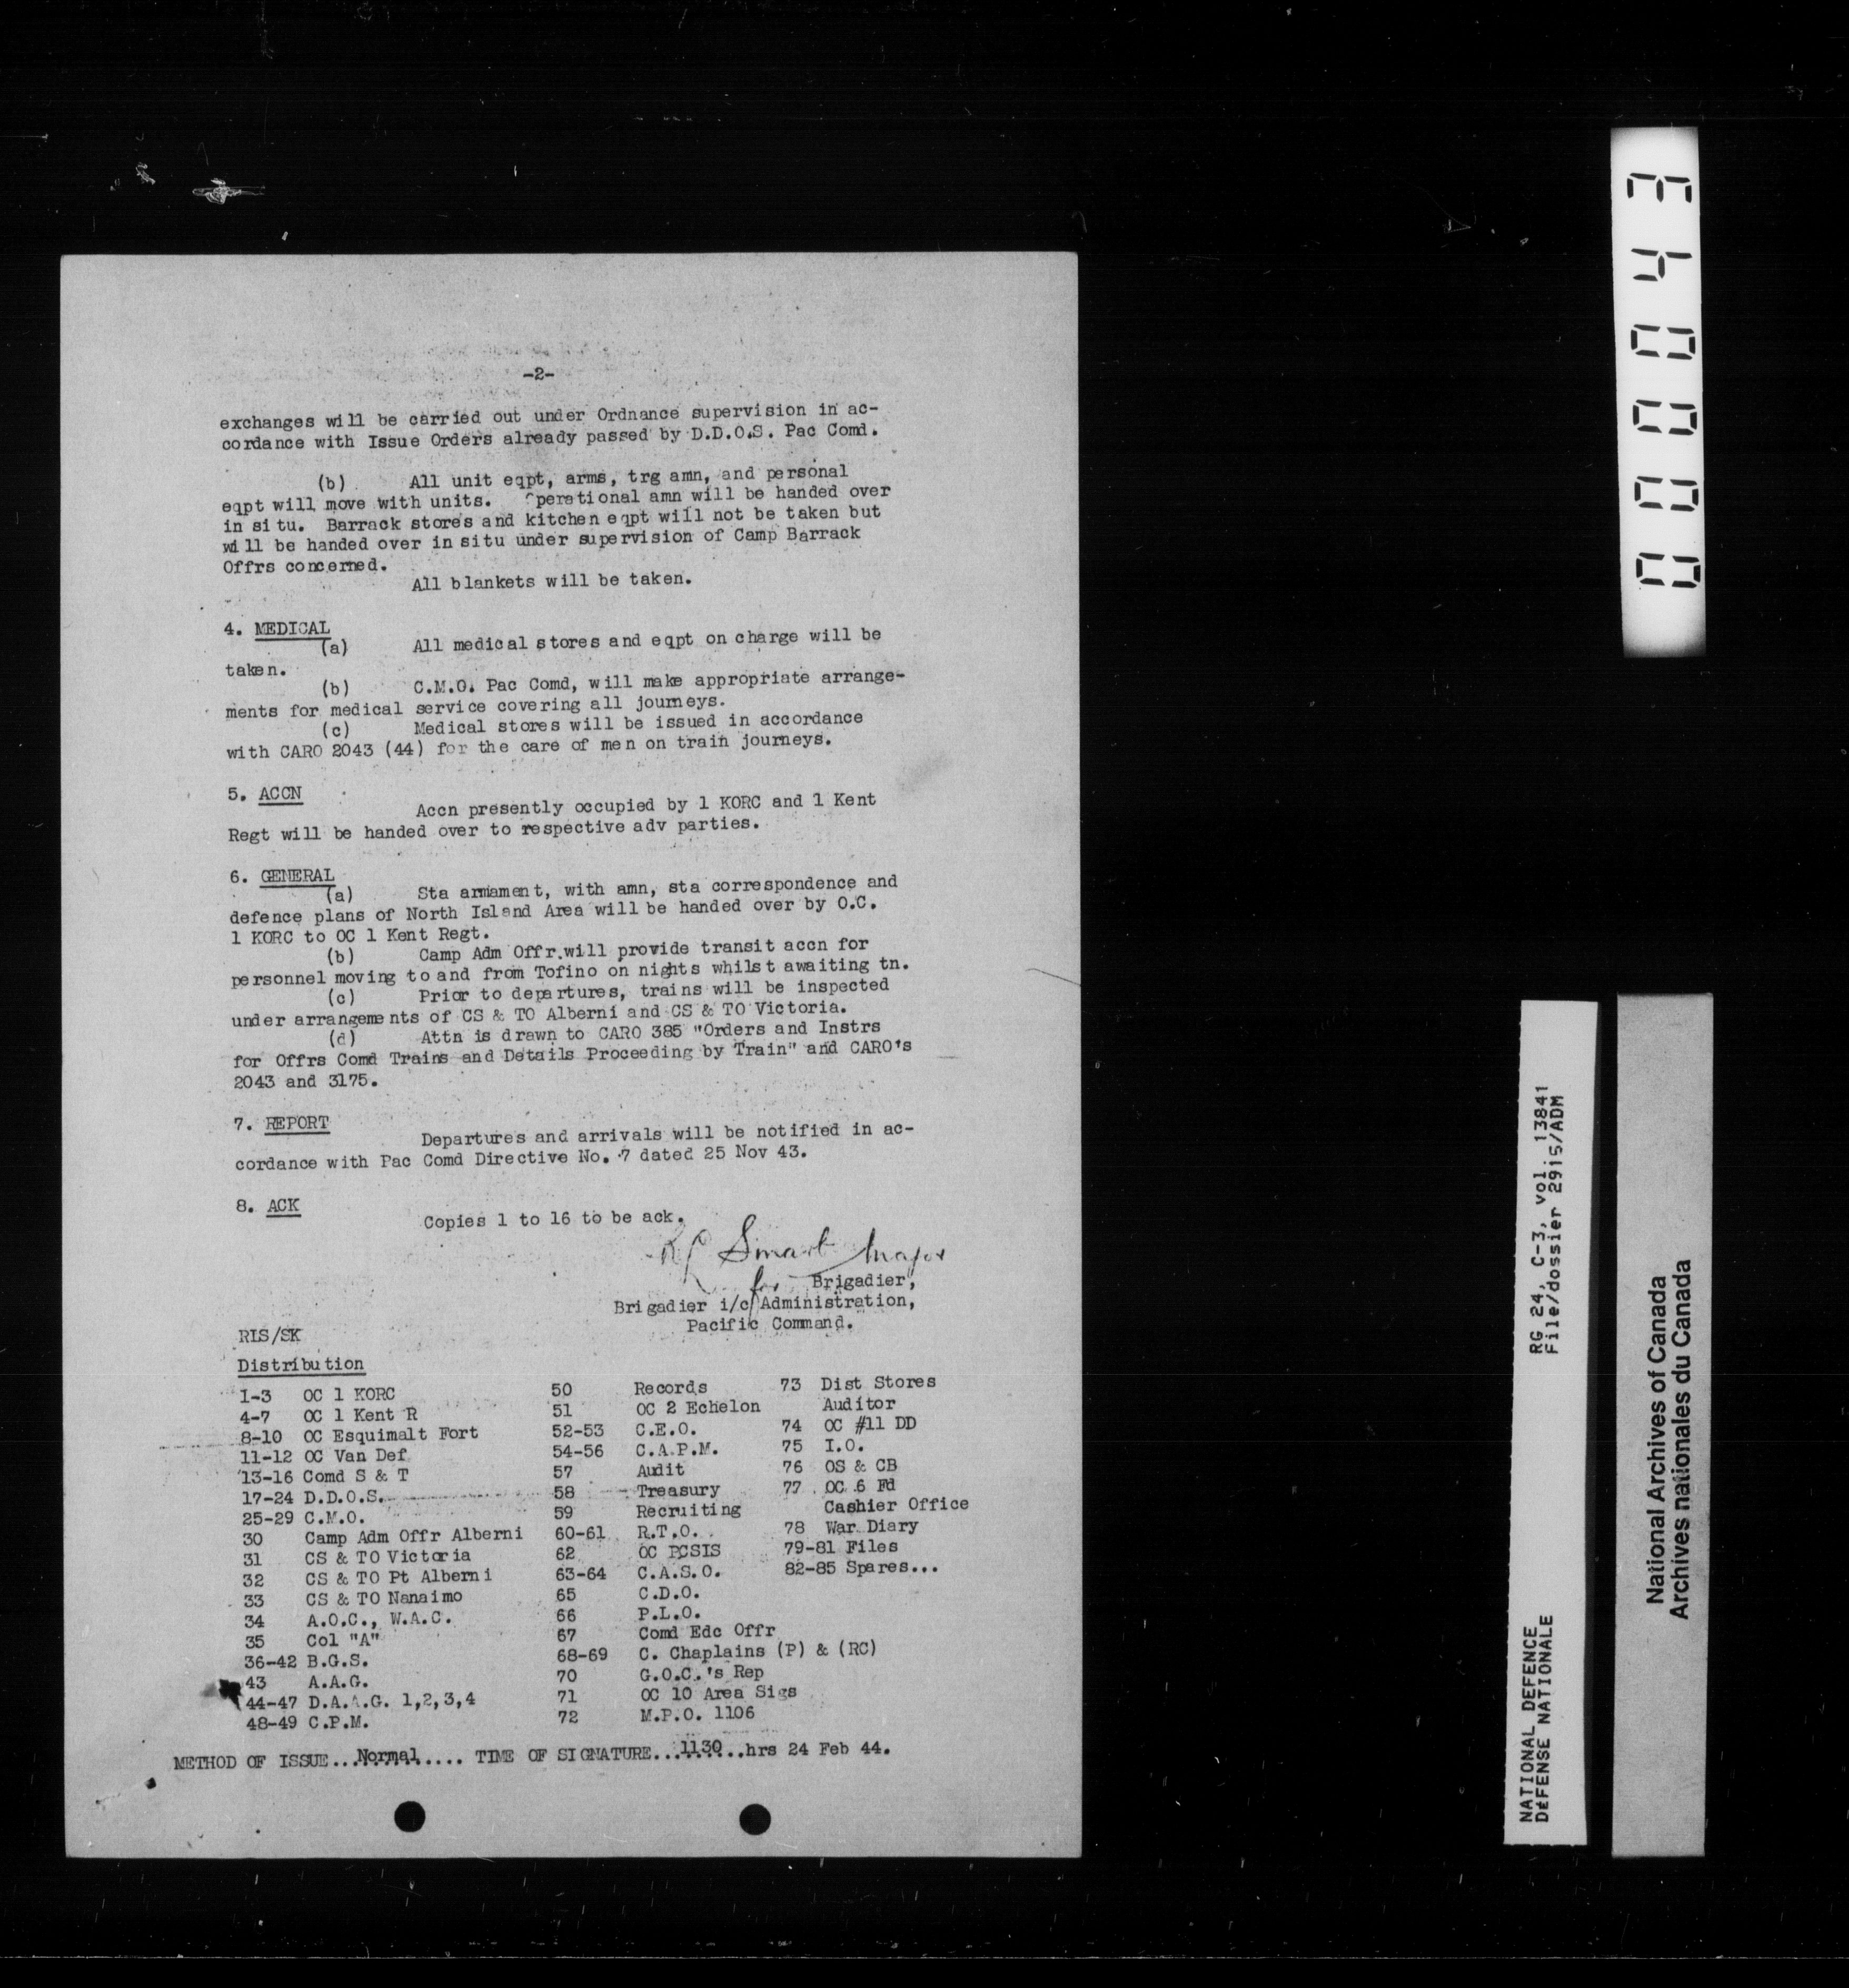 -2-
exchanges will be carried out under Ordnance supervision in ac-
cordance with Issue Orders already passed by D.D.O.S. Pac Comd.
(b) All unit eqpt, arms, trg amn, and personal
eqpt will move with units. Operational amn will be handed over
in situ. Barrack stores and kitchen eqpt will not be taken but
will be handed over in situ under supervision of Camp Barrack
Offrs concerned.
All blankets will be taken.
4. MEDICAL
(a) All medical stores and eqpt on charge will be
taken.
(b) C.M.O. Pac Comd, will make appropriate arrange-
ments for medical service covering all journeys.
(c) Medical stores will be issued in accordance
with CARO 2043 (44) for the care of men on train journeys.
5. ACCN
Accn presently occupied by 1 KORC and 1 Kent
Regt will be handed over to respective adv parties.
6. GENERAL
(a) Sta armament, with amn, sta correspondence and
defence plans of North Island Area will be handed over by O.C.
1 KORC to OC 1 Kent Regt.
(b) Camp Adm Offr will provide transit accn for
personnel moving to and from Tofino on nights whilst awaiting tn.
(c) Prior to departures, trains will be inspected
under arrangements of CS & TO Alberni and CS & TO Victoria.
(d) Attn is drawn to CARO 385 "Orders and Instrs
for Offrs Comd Trains and Details Proceeding by Train" and CARO's
2043 and 3175.
7. REPORT
Departures and arrivals will be notified in ac-
cordance with Pac Comd Directive No. 7 dated 25 Nov 43.
8. ACK
Copies 1 to 16 to be ack.
Smart Major
for Brigadier,
Brigadier i/c Administration,
Pacific Command.
RLS/SK
Distribution
1-3 OC 1 KORC 50 Records 73 Dist Stores
4-7 OC 1 Kent R 51 OC 2 Echelon Auditor
8-10 OC Esquimalt Fort 52-53 C.E.O. 74 OC #11 DD
11-12 OC Van Def 54-56 C.A.P.M. 75 I.O.
13-16 Comd S & T 57 Audit 76 OS & CB
17-24 D.D.O.S. 58 Treasury 77 OC 6 Fd
25-29 C.M.O. 59 Recruiting Cashier Office
30 Camp Adm Offr Alberni 60-61 R.T.O. 78 War Diary
31 CS & TO Victoria 62 OC PCSIS 79-81 Files
32 CS & TO Pt Alberni 63-64 C.A.S.O. 82-85 Spares...
33 CS & TO Nanaimo 65 C.D.O.
34 A.O.C., W.A.C. 66 P.L.O.
35 Col "A" 67 Comd Edc Offr
36-42 B.G.S. 68-69 C. Chaplains (P) & (RC)
43 A.A.G. 70 G.O.C.'s Rep
44-47 D.A.A.G. 1,2,3,4 71 OC 10 Area Sigs
48-49 C.P.M. 72 M.P.O. 1106
METHOD OF ISSUE...Normal.... TIME OF SIGNATURE...1130...hrs 24 Feb 44.
000043
NATIONAL DEFENCE RG 24, C-3, vol. 13841
DÉFENSE NATIONALE File/dossier 2915/ADM
National Archives of Canada
Archives nationales du Canada